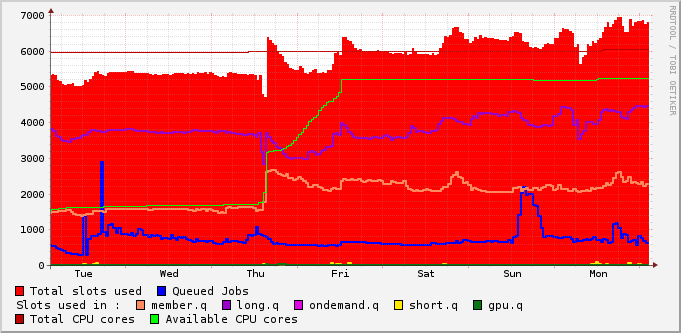 RRDTOOL / TOBI OETIKER
7000
6000
5000
4000
3000
2000
1000
0
Tue Wed Thu Fri Sat Sun Mon
Total slots used Queued Jobs
Slots used in : member.q long.q ondemand.q short.q gpu.q
Total CPU cores Available CPU cores